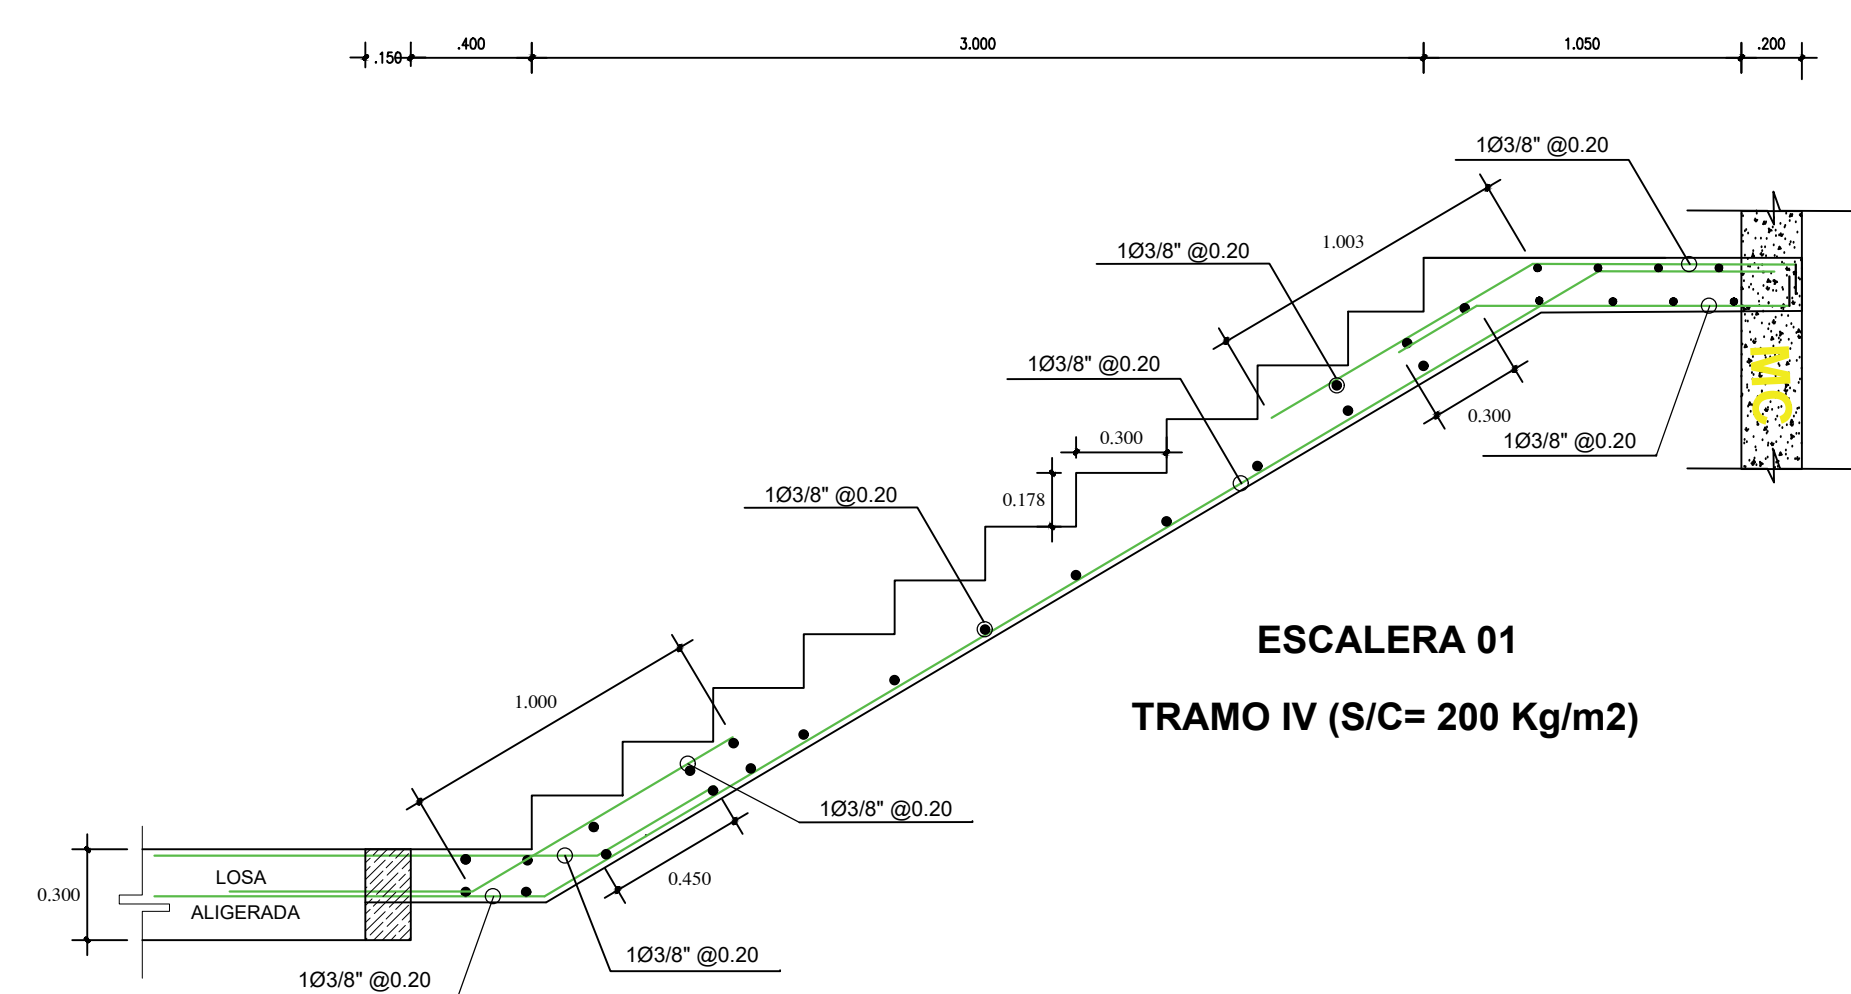 .150
.400
3.000
1.050
.200
1Ø3/8" @0.20
1.003
1Ø3/8" @0.20
1Ø3/8" @0.20
MC
0.300
1Ø3/8" @0.20
0.300
0.178
1Ø3/8" @0.20
ESCALERA 01
TRAMO IV (S/C= 200 Kg/m2)
1.000
1Ø3/8" @0.20
0.450
0.300
LOSA
ALIGERADA
1Ø3/8" @0.20
1Ø3/8" @0.20